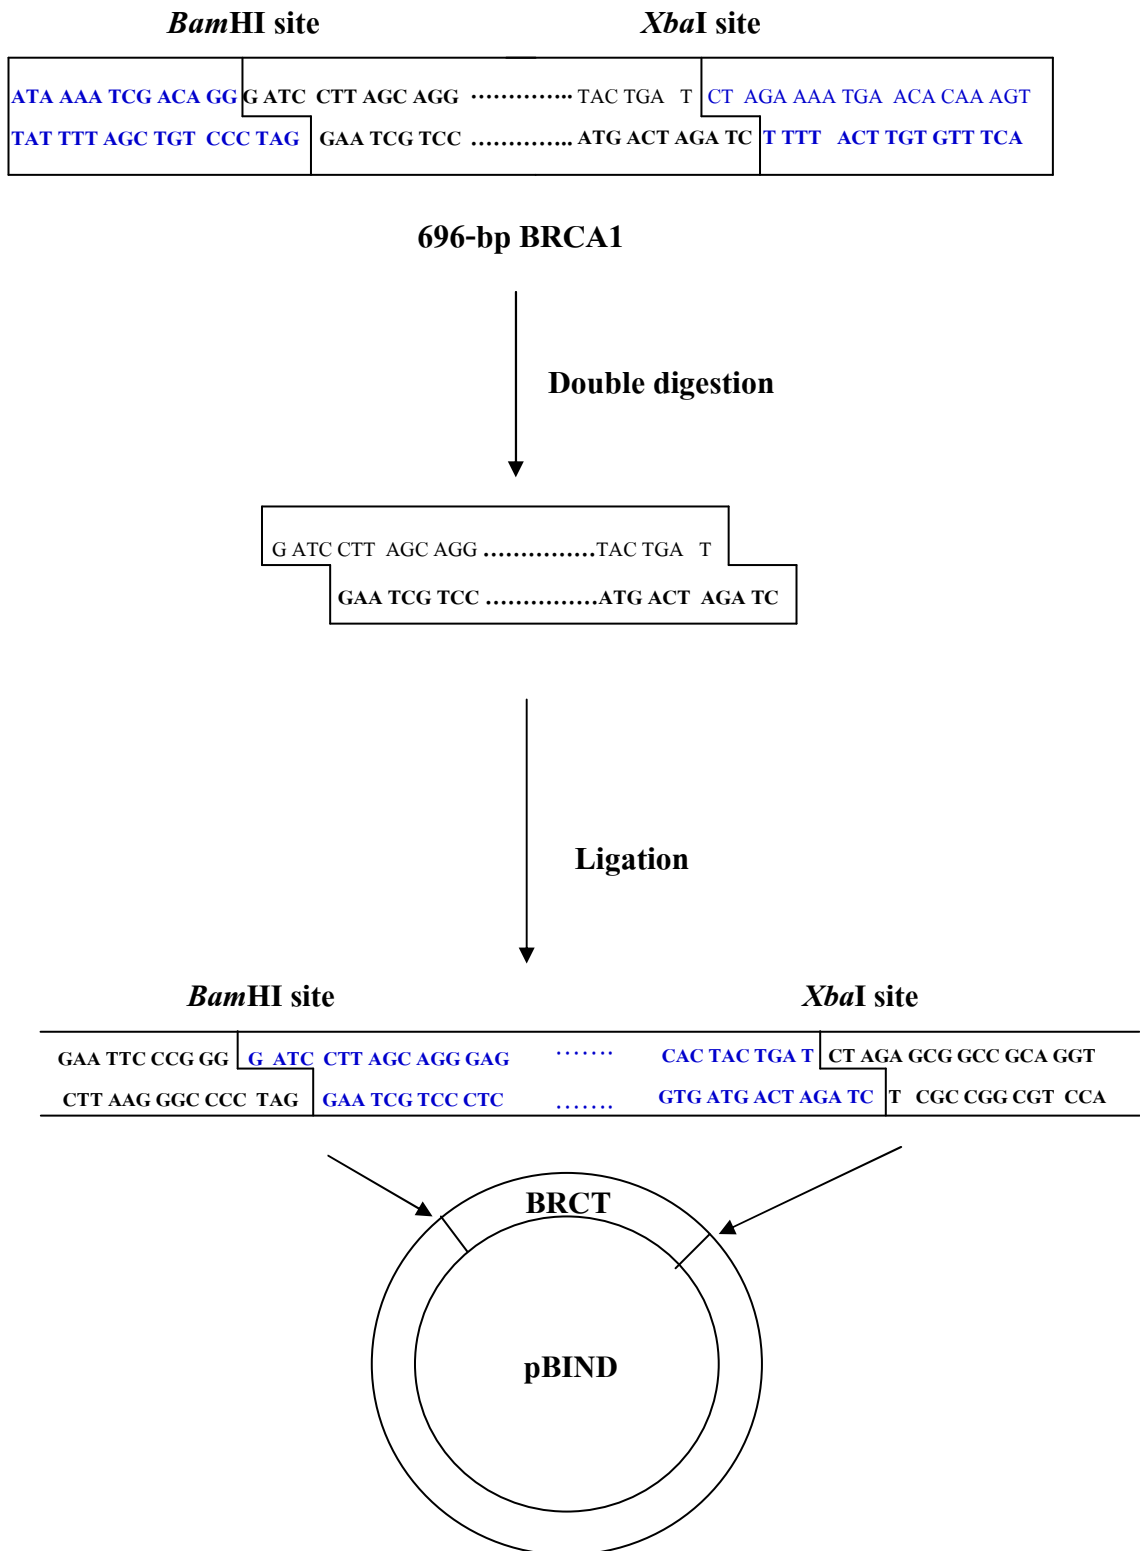 BamHI site XbaI site
ATA AAA TCG ACA GG G ATC CTT AGC AGG .............. TAC TGA T CT AGA AAA TGA ACA CAA AGT
TAT TTT AGC TGT CCC TAG GAA TCG TCC .............. ATG ACT AGA TC T TTT ACT TGT GTT TCA
696-bp BRCA1
Double digestion
G ATC CTT AGC AGG ............... TAC TGA T
GAA TCG TCC ............... ATG ACT AGA TC
Ligation
BamHI site XbaI site
GAA TTC CCG GG G ATC CTT AGC AGG GAG ....... CAC TAC TGA T CT AGA GCG GCC GCA GGT
CTT AAG GGC CCC TAG GAA TCG TCC CTC ....... GTG ATG ACT AGA TC T CGC CGG CGT CCA
BRCT
pBIND